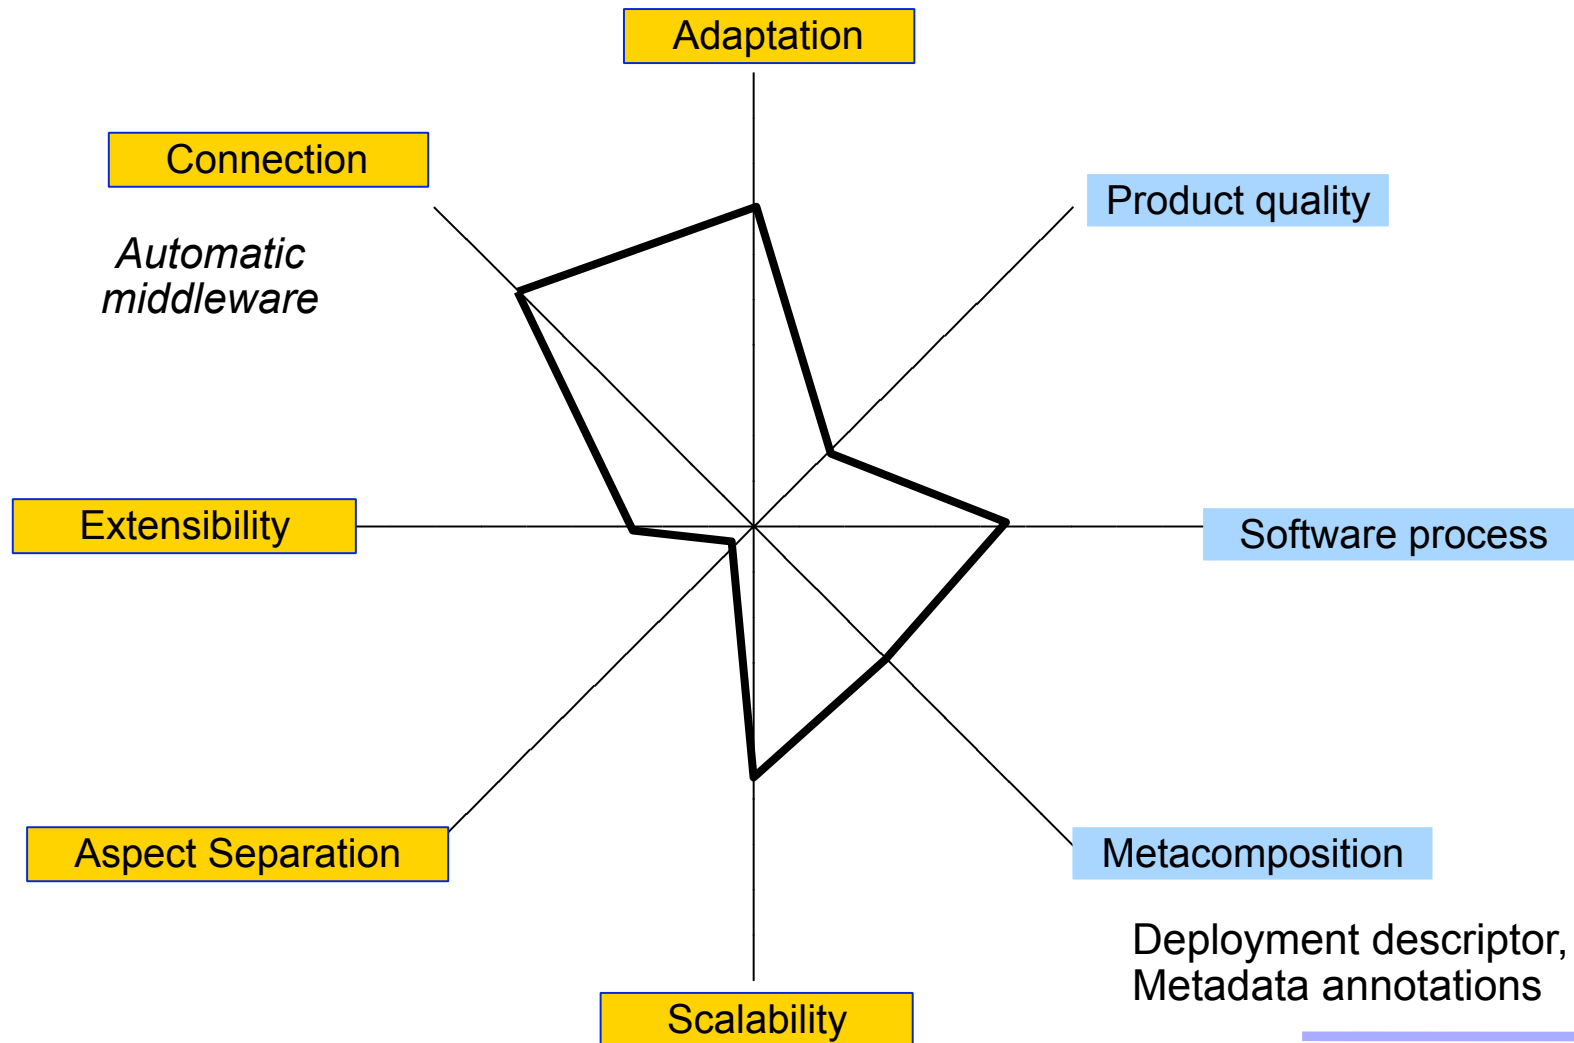 Adaptation
Connection
Product quality
Automatic
middleware
Extensibility
Software process
Aspect Separation
Metacomposition
Deployment descriptor,
Metadata annotations
Scalability